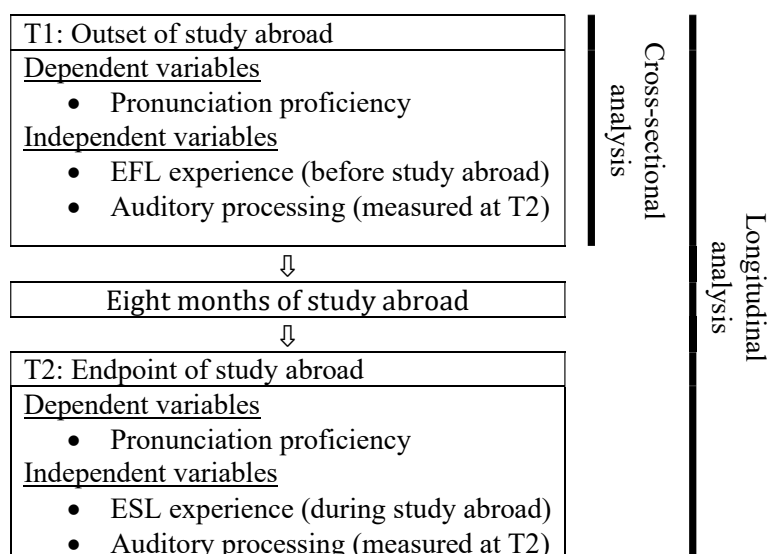 T1: Outset of study abroad
Dependent variables
• Pronunciation proficiency
Independent variables
• EFL experience (before study abroad)
• Auditory processing (measured at T2)
⇩
Eight months of study abroad
⇩
T2: Endpoint of study abroad
Dependent variables
• Pronunciation proficiency
Independent variables
• ESL experience (during study abroad)
• Auditory processing (measured at T2)
Cross-sectional
analysis
Longitudinal
analysis